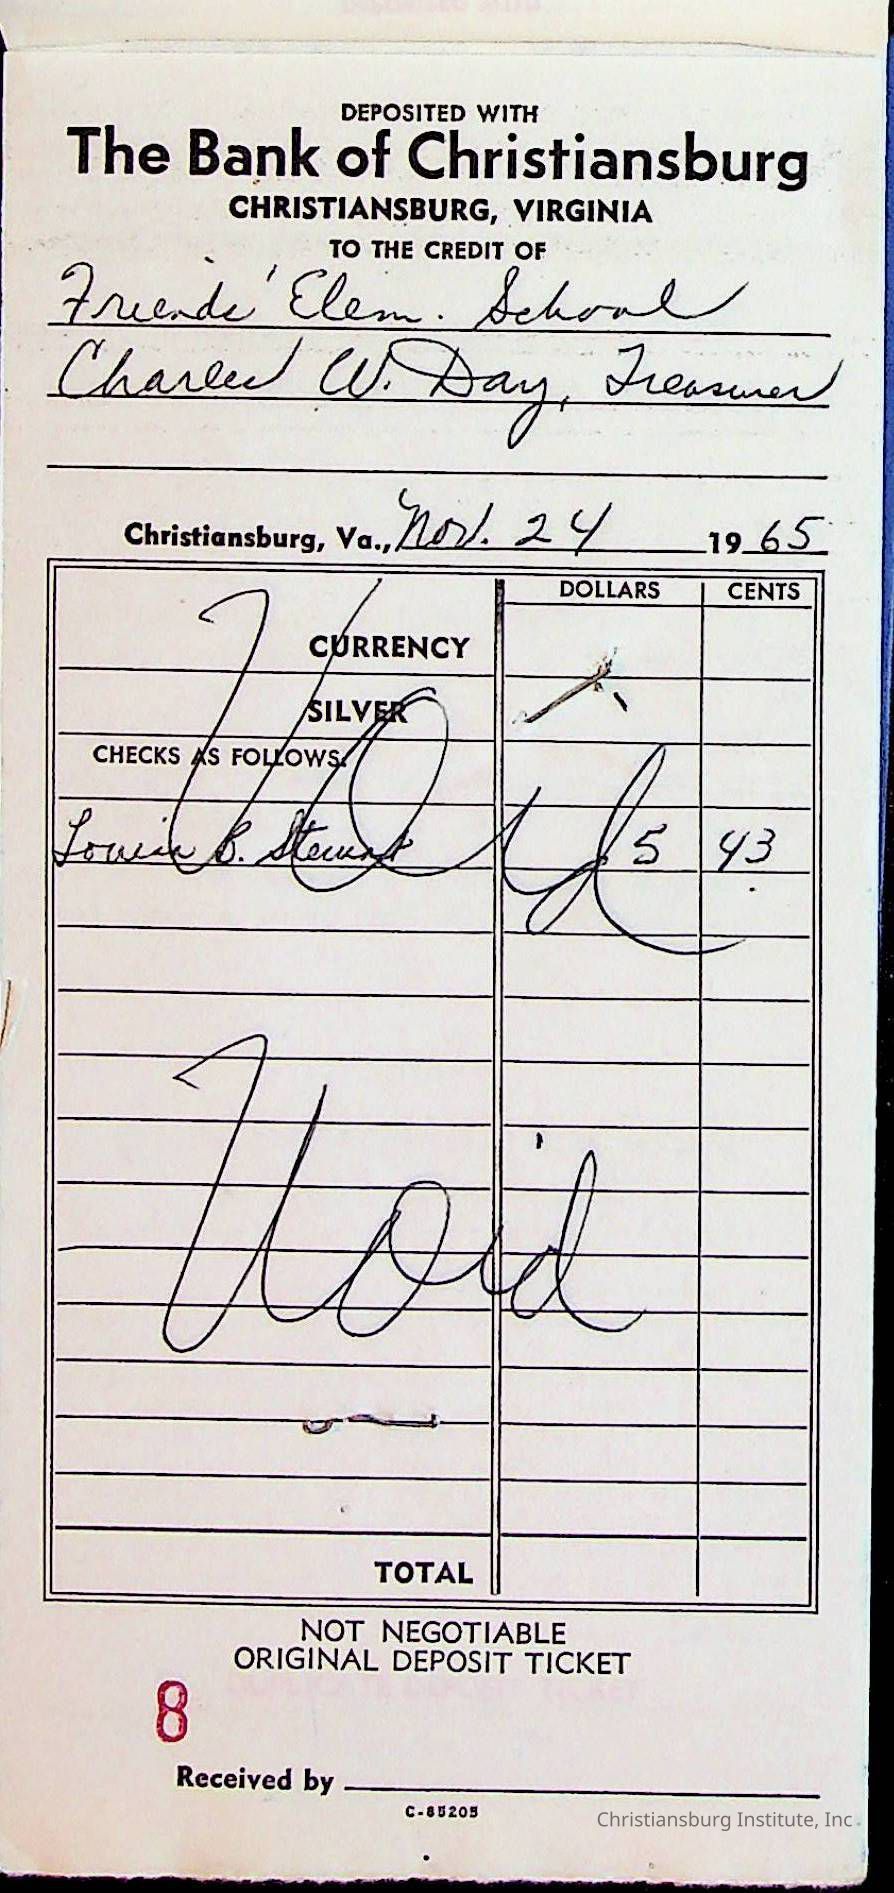 DEPOSITED WITH
The Bank of Christiansburg
CHRISTIANSBURG, VIRGINIA
TO THE CREDIT OF
Friends' Elem. School
Charles W. Day, Treasurer
Christiansburg, Va., Nov. 24 1965
DOLLARS CENTS
CURRENCY
SILVER
CHECKS AS FOLLOWS:
Void
Louise B. Stewart 5 43
Void
TOTAL
NOT NEGOTIABLE
ORIGINAL DEPOSIT TICKET
8
Received by
C-85205
Christiansburg Institute, Inc.